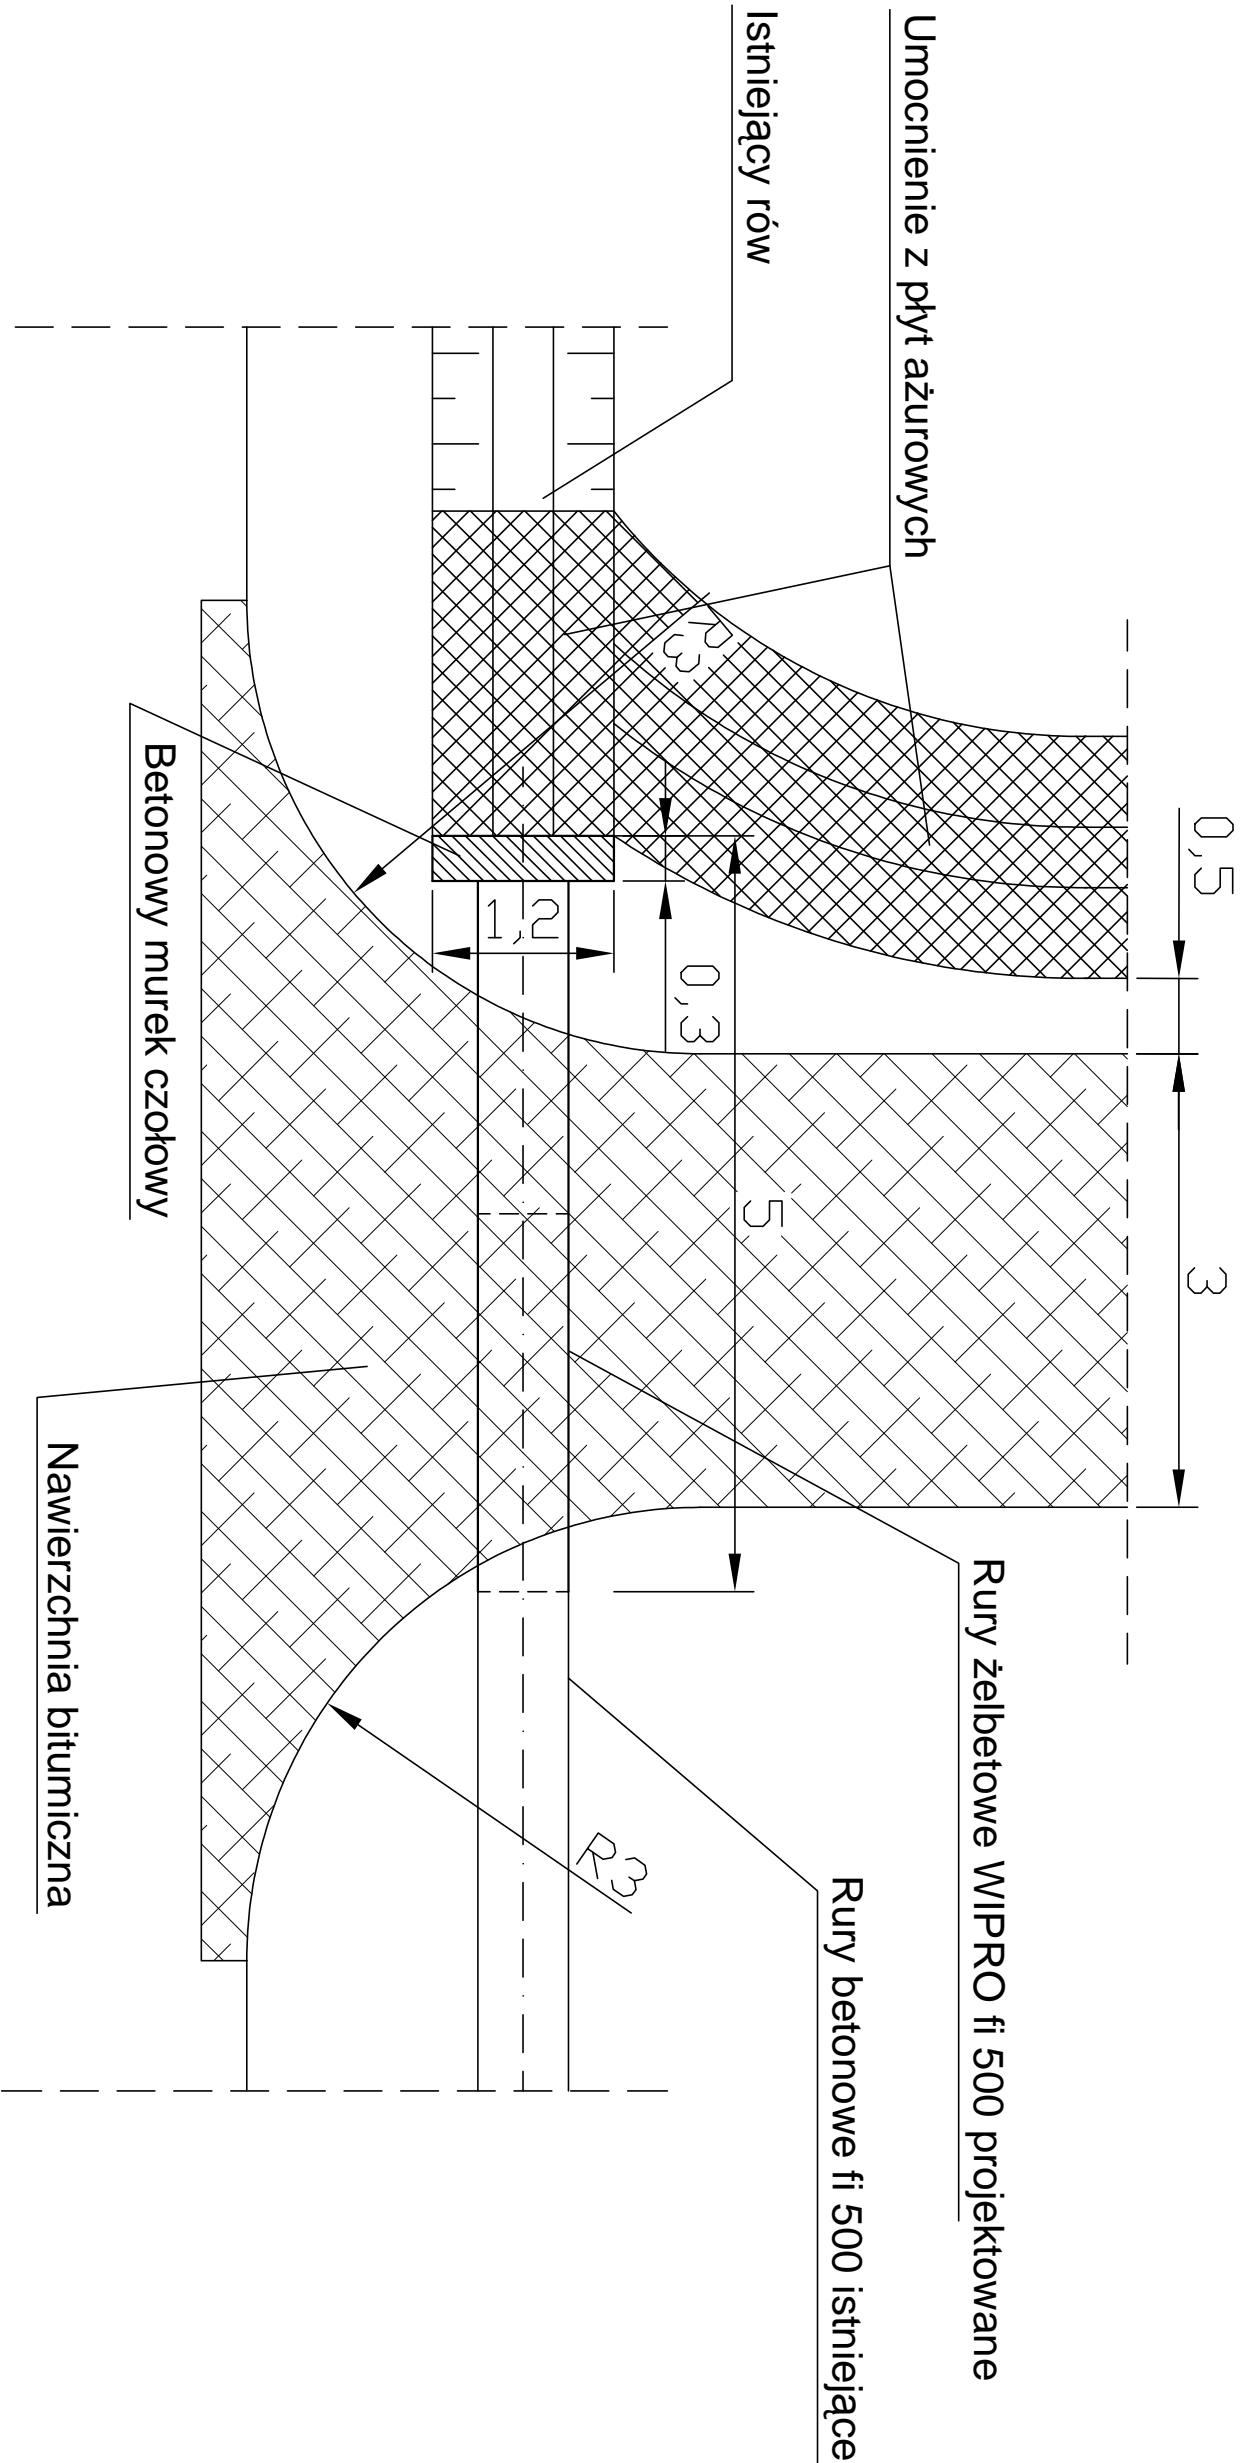 Rury żelbetowe WIPRO fi 500 projektowane
Rury betonowe fi 500 istniejące
Umocnienie z płyt ażurowych
Istniejący rów
Betonowy murek czołowy
Nawierzchnia bitumiczna
0,5
3
5
0,3
1,2
R3
R3